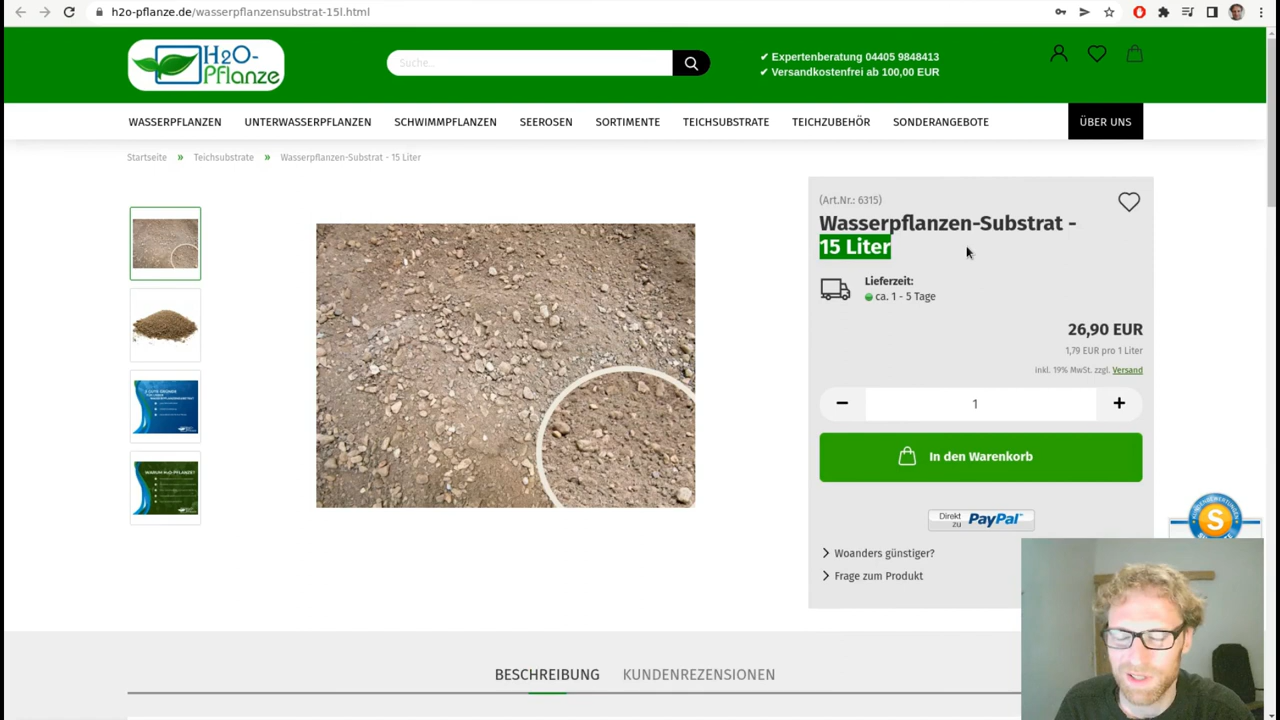 h2o-pflanze.de/wasserpflanzensubstrat-15l.html
H2O-
Pflanze
Suche...
✔ Expertenberatung 04405 9848413
✔ Versandkostenfrei ab 100,00 EUR
WASSERPFLANZEN UNTERWASSERPFLANZEN SCHWIMMPFLANZEN SEEROSEN SORTIMENTE TEICHSUBSTRATE TEICHZUBEHÖR SONDERANGEBOTE ÜBER UNS
Startseite » Teichsubstrate » Wasserpflanzen-Substrat - 15 Liter
(Art.Nr.: 6315)
Wasserpflanzen-Substrat -
15 Liter
Lieferzeit:
ca. 1 - 5 Tage
26,90 EUR
1,79 EUR pro 1 Liter
inkl. 19% MwSt. zzgl. Versand
− 1 +
In den Warenkorb
Direkt
zu PayPal
Woanders günstiger?
Frage zum Produkt
WARUM H2O-PFLANZE?
S
BESCHREIBUNG KUNDENREZENSIONEN